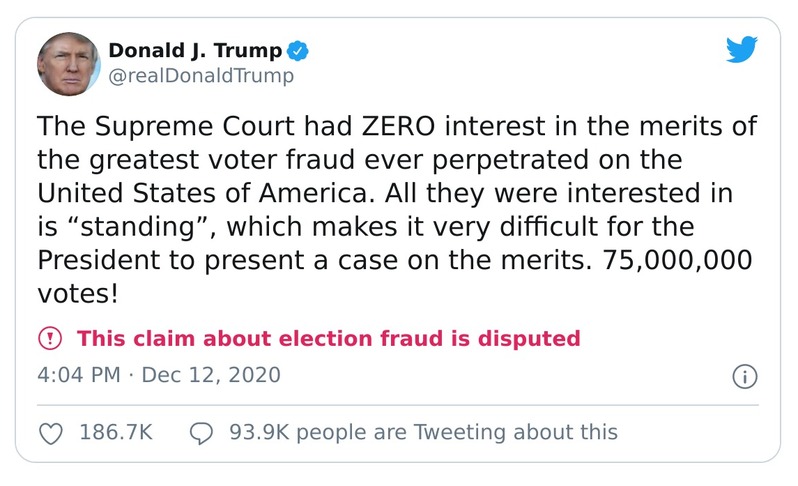 Donald J. Trump
@realDonaldTrump
The Supreme Court had ZERO interest in the merits of
the greatest voter fraud ever perpetrated on the
United States of America. All they were interested in
is “standing”, which makes it very difficult for the
President to present a case on the merits. 75,000,000
votes!
This claim about election fraud is disputed
4:04 PM · Dec 12, 2020
186.7K 93.9K people are Tweeting about this